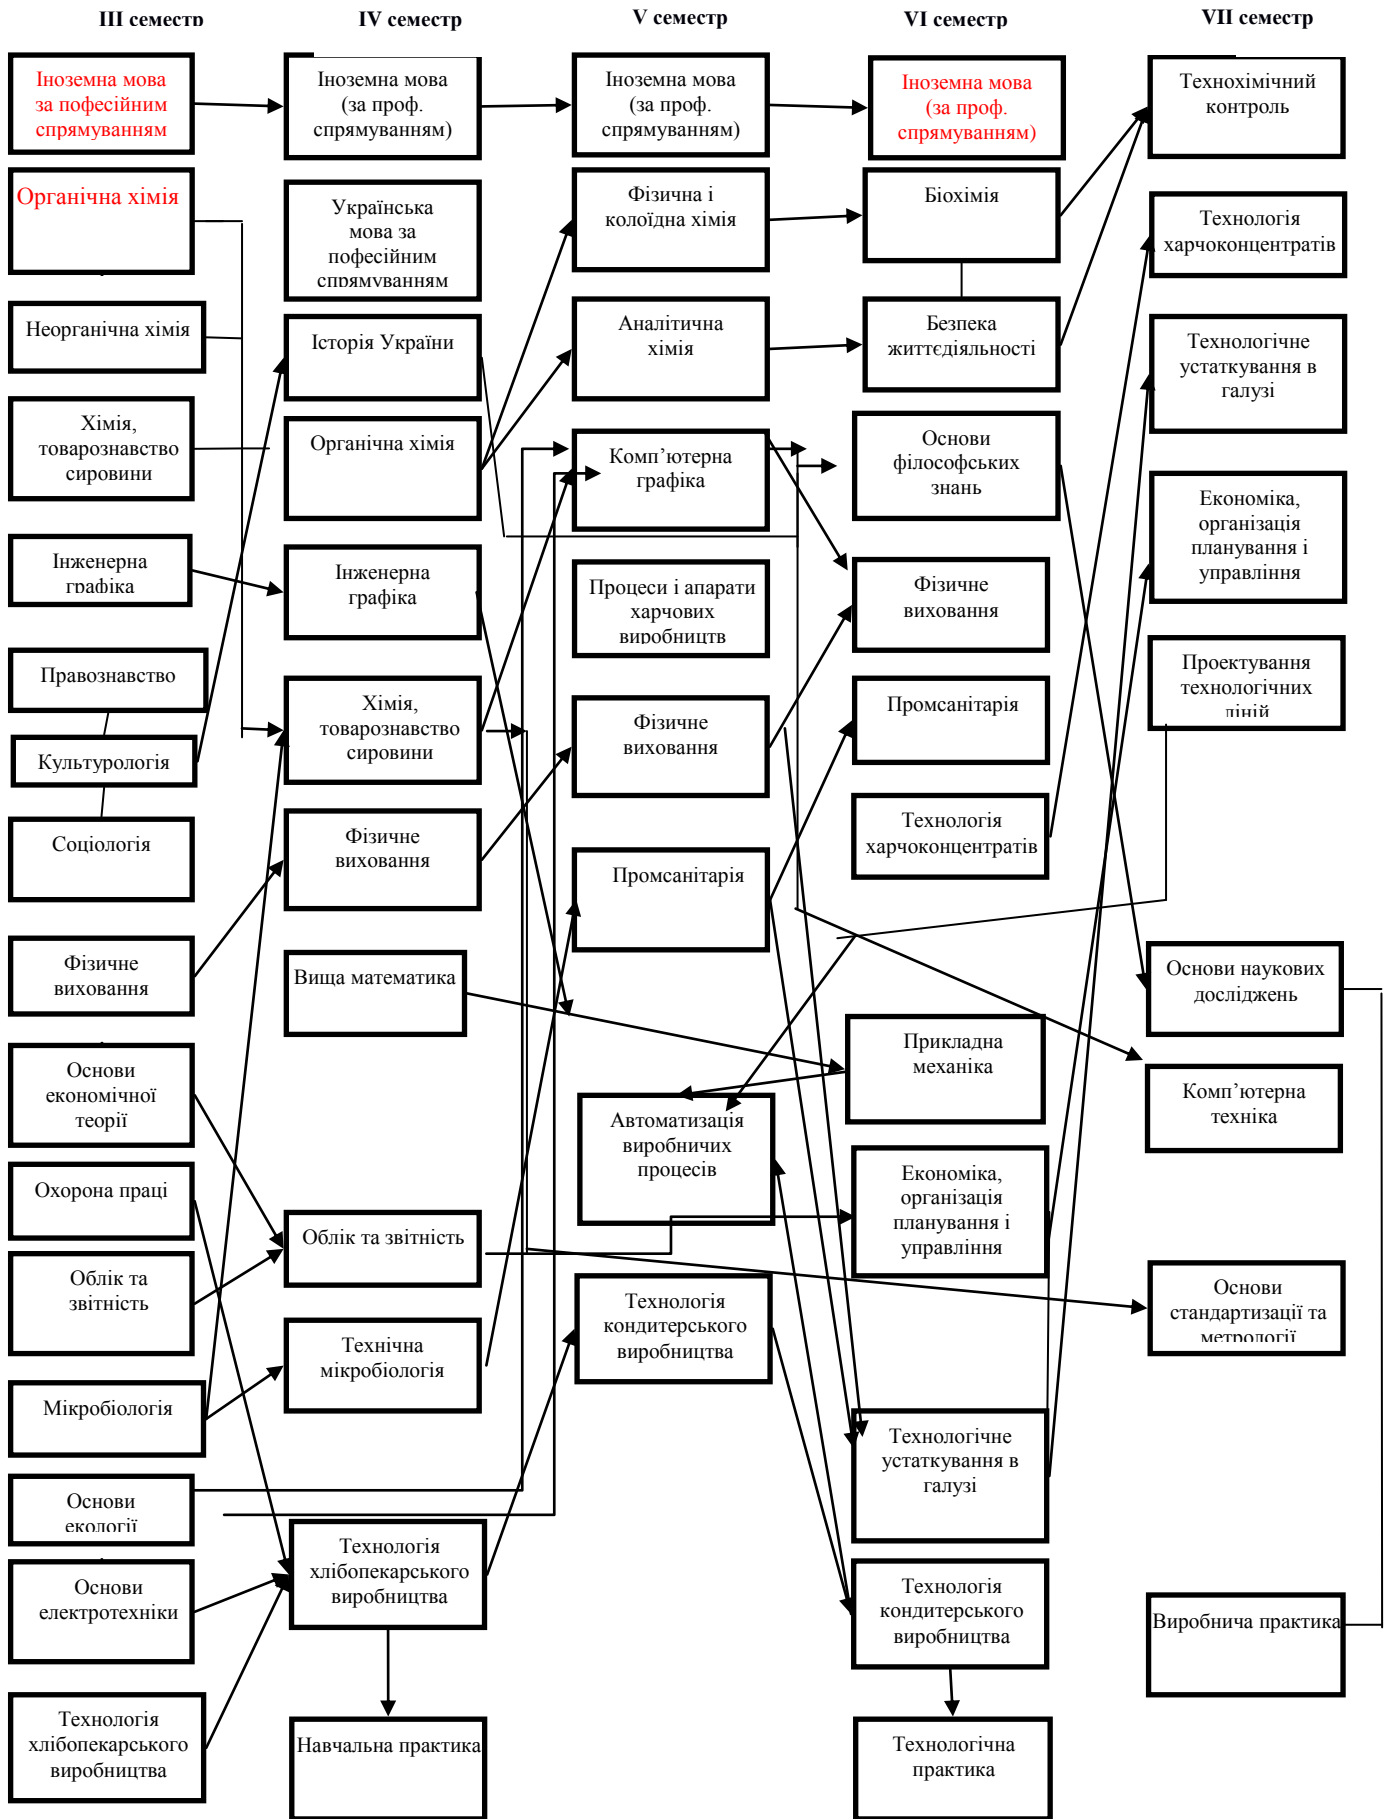 III семестр
IV семестр
V семестр
VI семестр
VII семестр
Іноземна мова
за пофесійним
спрямуванням
Органічна хімія
Неорганічна хімія
Хімія,
товарознавство
сировини
Інженерна
графіка
Правознавство
Культурологія
Соціологія
Фізичне
виховання
Основи
економічної
теорії
Охорона праці
Облік та
звітність
Мікробіологія
Основи
екології
Основи
електротехніки
Технологія
хлібопекарського
виробництва
Іноземна мова
(за проф.
спрямуванням)
Українська
мова за
пофесійним
спрямуванням
Історія України
Органічна хімія
Інженерна
графіка
Хімія,
товарознавство
сировини
Фізичне
виховання
Вища математика
Облік та звітність
Технічна
мікробіологія
Технологія
хлібопекарського
виробництва
Навчальна практика
Іноземна мова
(за проф.
спрямуванням)
Фізична і
колоїдна хімія
Аналітична
хімія
Комп’ютерна
графіка
Процеси і апарати
харчових
виробництв
Фізичне
виховання
Промсанітарія
Автоматизація
виробничих
процесів
Технологія
кондитерського
виробництва
Іноземна мова
(за проф.
спрямуванням)
Біохімія
Безпека
життєдіяльності
Основи
філософських
знань
Фізичне
виховання
Промсанітарія
Технологія
харчоконцентратів
Прикладна
механіка
Економіка,
організація
планування і
управління
Технологічне
устаткування в
галузі
Технологія
кондитерського
виробництва
Технологічна
практика
Технохімічний
контроль
Технологія
харчоконцентратів
Технологічне
устаткування в
галузі
Економіка,
організація
планування і
управління
Проектування
технологічних
ліній
Основи наукових
досліджень
Комп’ютерна
техніка
Основи
стандартизації та
метрології
Виробнича практика